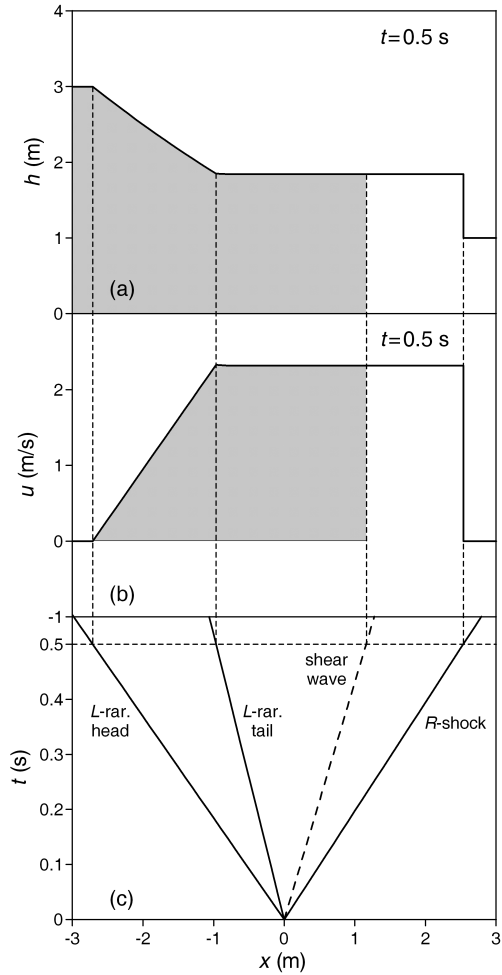 4
t=0.5 s
3
h (m)
2
1
(a)
0
t=0.5 s
2
u (m/s)
1
0
(b)
-1
0.5
shear
wave
0.4
L-rar.
head
L-rar.
tail
R-shock
0.3
t (s)
0.2
0.1
(c)
0
-3 -2 -1 0 1 2 3
x (m)